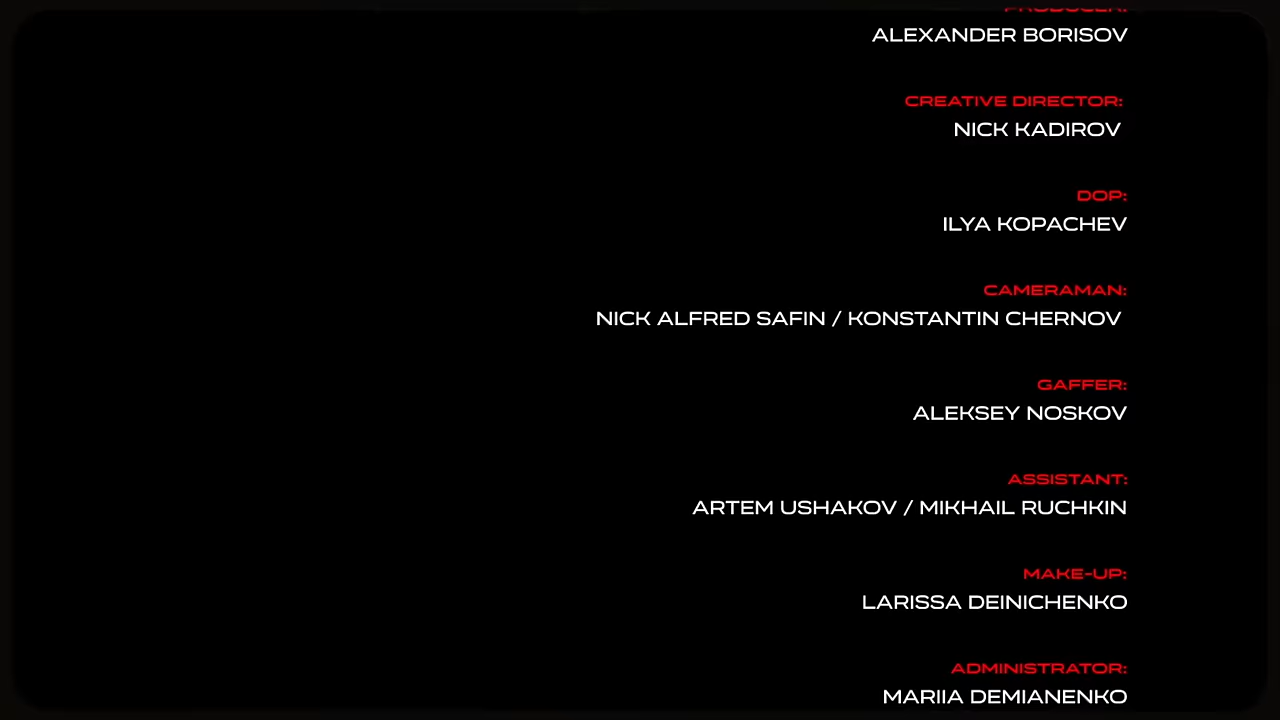 PRODUCER:
ALEXANDER BORISOV
CREATIVE DIRECTOR:
NICK KADIROV
DOP:
ILYA KOPACHEV
CAMERAMAN:
NICK ALFRED SAFIN / KONSTANTIN CHERNOV
GAFFER:
ALEKSEY NOSKOV
ASSISTANT:
ARTEM USHAKOV / MIKHAIL RUCHKIN
MAKE-UP:
LARISSA DEINICHENKO
ADMINISTRATOR:
MARIIA DEMIANENKO